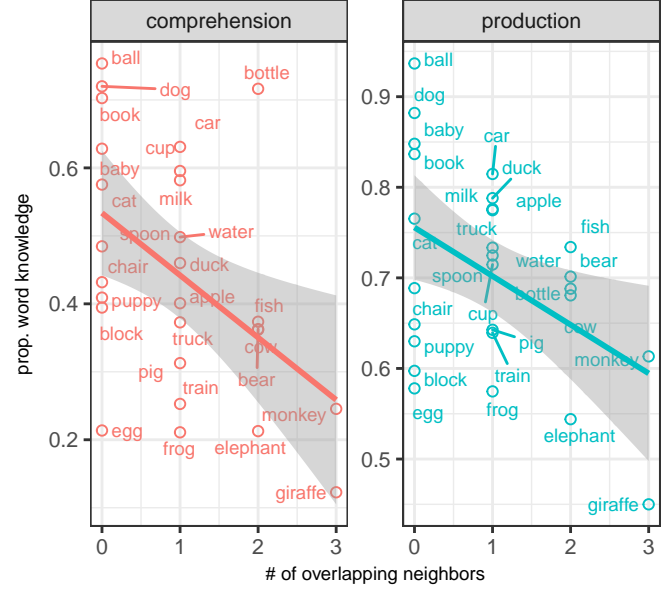 comprehension
production
prop. word knowledge
0.6
0.4
0.2
ball
bottle
dog
book
car
cup
baby
milk
cat
spoon
water
chair
duck
puppy
apple
fish
block
truck
cow
pig
bear
train
monkey
egg
frog
elephant
giraffe
0
1
2
3
0.9
0.8
0.7
0.6
0.5
ball
dog
baby
car
book
duck
milk
apple
cat
truck
fish
spoon
water
bear
bottle
chair
cup
cow
puppy
pig
monkey
block
train
egg
frog
elephant
giraffe
0
1
2
3
# of overlapping neighbors